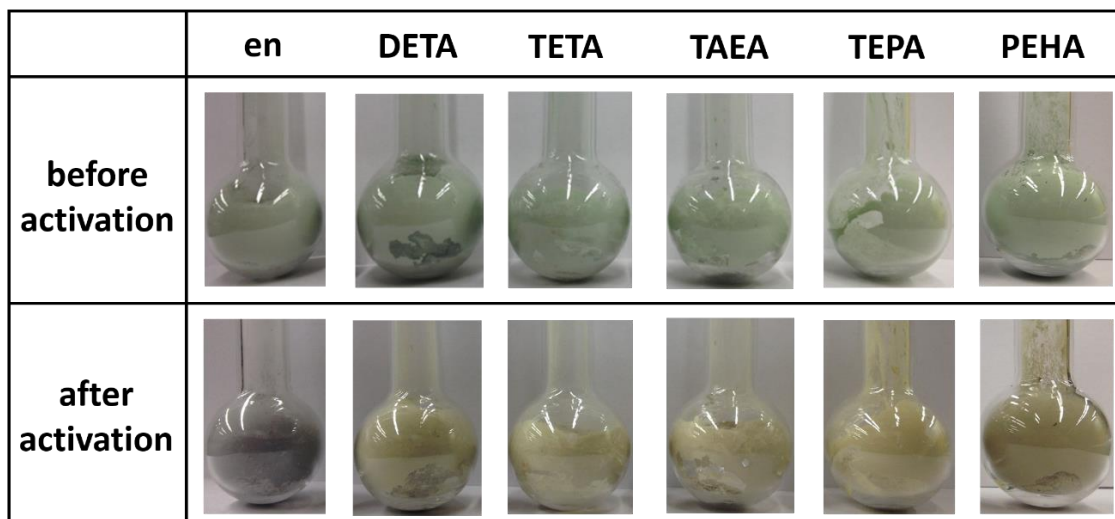 en DETA TETA TAEA TEPA PEHA
before
activation
after
activation